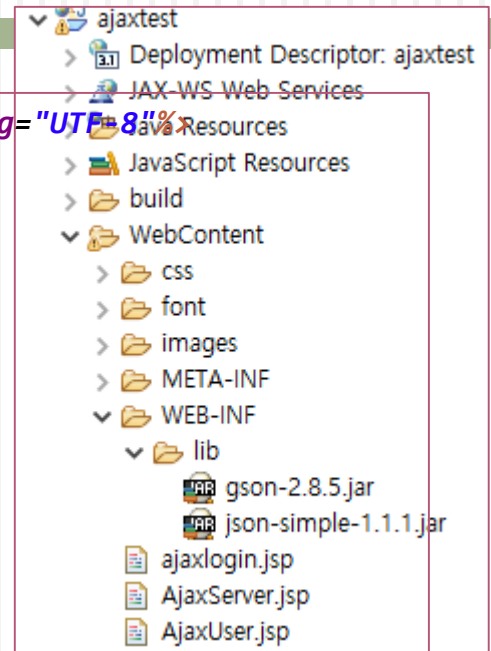 ajaxtest
Deployment Descriptor: ajaxtest
JAX-WS Web Services
g="UTF-8"%>
Java Resources
JavaScript Resources
build
WebContent
css
font
images
META-INF
WEB-INF
lib
gson-2.8.5.jar
json-simple-1.1.1.jar
ajaxlogin.jsp
AjaxServer.jsp
AjaxUser.jsp